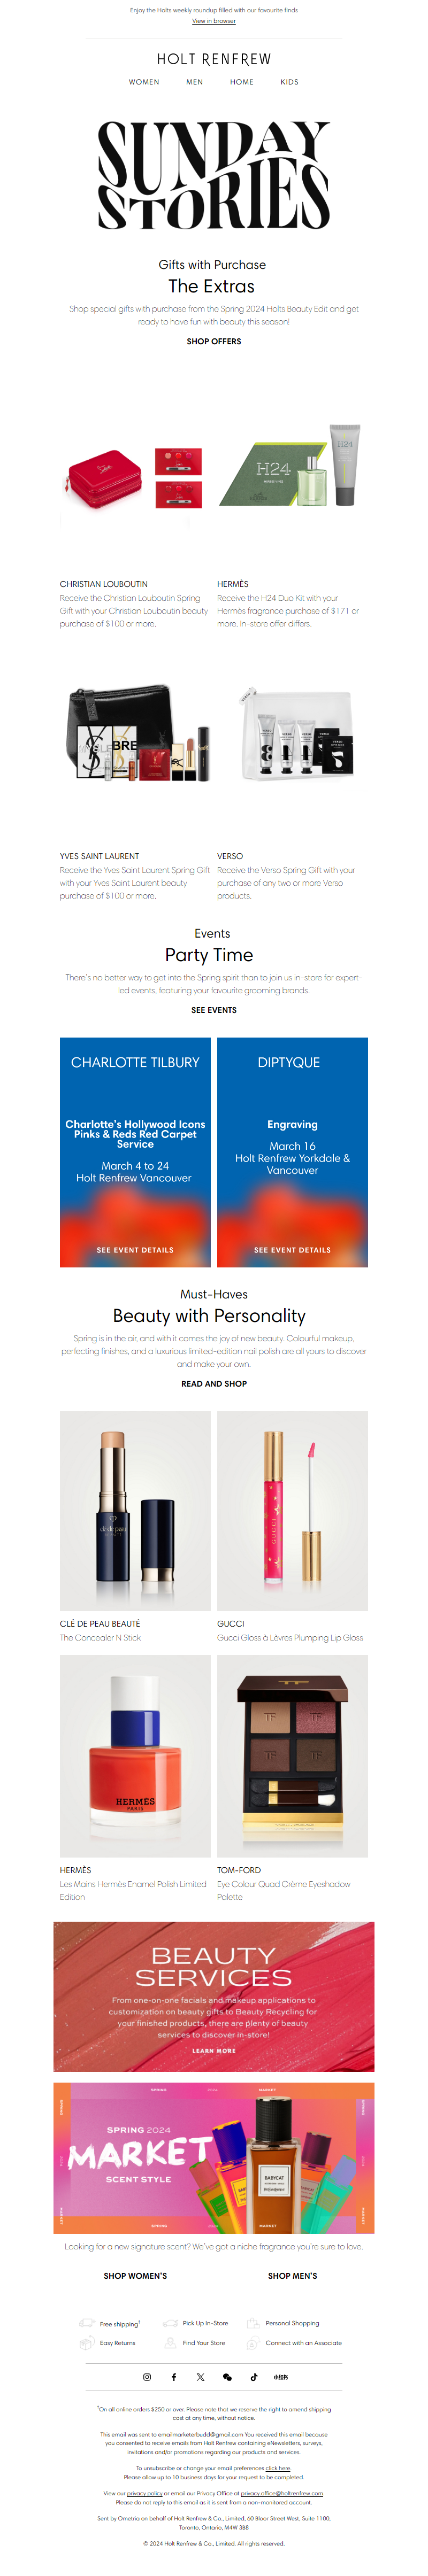 Enjoy the Holts weekly roundup filled with our favourite finds
View in browser
HOLT RENFREW
WOMEN MEN HOME KIDS
SUNDAY
STORIES
Gifts with Purchase
The Extras
Shop special gifts with purchase from the Spring 2024 Holts Beauty Edit and get
ready to have fun with beauty this season!
SHOP OFFERS
H24
H24
CHRISTIAN LOUBOUTIN
Receive the Christian Louboutin Spring
Gift with your Christian Louboutin beauty
purchase of $100 or more.
HERMÈS
Receive the H24 Duo Kit with your
Hermès fragrance purchase of $171 or
more. In-store offer differs.
YVES SAINT LAURENT
Receive the Yves Saint Laurent Spring Gift
with your Yves Saint Laurent beauty
purchase of $100 or more.
VERSO
Receive the Verso Spring Gift with your
purchase of any two or more Verso
products.
Events
Party Time
There's no better way to get into the Spring spirit than to join us in-store for expert-
led events, featuring your favourite grooming brands.
SEE EVENTS
CHARLOTTE TILBURY
Charlotte's Hollywood Icons
Pinks & Reds Red Carpet
Service
March 4 to 24
Holt Renfrew Vancouver
SEE EVENT DETAILS
DIPTYQUE
Engraving
March 16
Holt Renfrew Yorkdale &
Vancouver
SEE EVENT DETAILS
Must-Haves
Beauty with Personality
Spring is in the air, and with it comes the joy of new beauty. Colourful makeup,
perfecting finishes, and a luxurious limited-edition nail polish are all yours to discover
and make your own.
READ AND SHOP
clé de peau
BEAUTÉ
GUCCI
CLÉ DE PEAU BEAUTÉ
The Concealer N Stick
GUCCI
Gucci Gloss à Lèvres Plumping Lip Gloss
HERMÈS
PARIS
TF
TF
TF
TF
HERMÈS
Les Mains Hermès Enamel Polish Limited
Edition
TOM-FORD
Eye Colour Quad Crème Eyeshadow
Palette
BEAUTY
SERVICES
From one-on-one facials and makeup applications to
customization on beauty gifts to Beauty Recycling for
your finished products, there are plenty of beauty
services to discover in-store!
LEARN MORE
SPRING 2024 MARKET
SPRING 2024
MARKET
SCENT STYLE
BABYCAT
SPRING 2024 MARKET
Looking for a new signature scent? We've got a niche fragrance you're sure to love.
SHOP WOMEN'S
SHOP MEN'S
Free shipping†
Pick Up In-Store
Personal Shopping
Easy Returns
Find Your Store
Connect with an Associate
小红书
†On all online orders $250 or over. Please note that we reserve the right to amend shipping
cost at any time, without notice.
This email was sent to emailmarketerbudd@gmail.com You received this email because
you consented to receive emails from Holt Renfrew containing eNewsletters, surveys,
invitations and/or promotions regarding our products and services.
To unsubscribe or change your email preferences click here.
Please allow up to 10 business days for your request to be completed.
View our privacy policy or email our Privacy Office at privacy.office@holtrenfrew.com.
Please do not reply to this email as it is sent from a non-monitored account.
Sent by Ometria on behalf of Holt Renfrew & Co., Limited, 60 Bloor Street West, Suite 1100,
Toronto, Ontario, M4W 3B8
© 2024 Holt Renfrew & Co., Limited. All rights reserved.